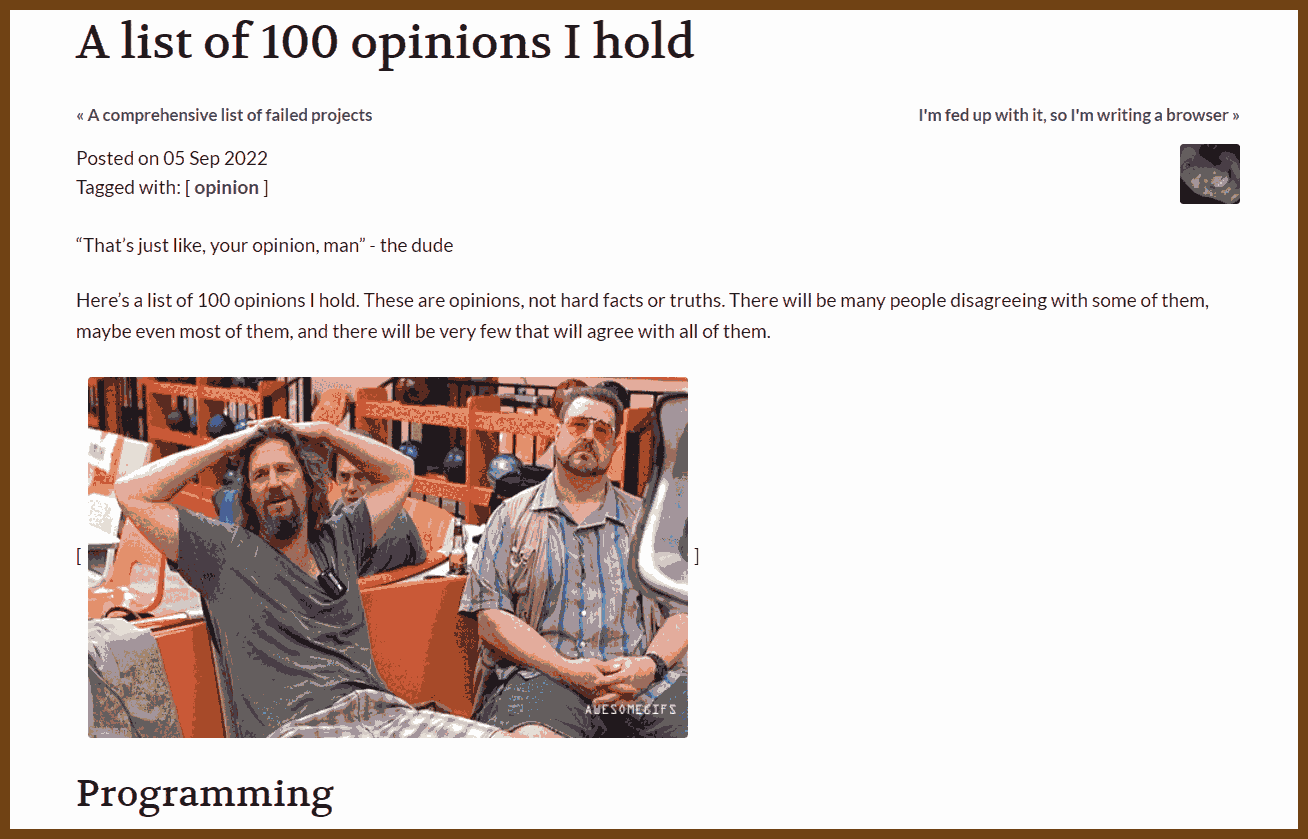 A list of 100 opinions I hold
« A comprehensive list of failed projects
I'm fed up with it, so I'm writing a browser »
Posted on 05 Sep 2022
Tagged with: [ opinion ]
“That’s just like, your opinion, man” - the dude
Here’s a list of 100 opinions I hold. These are opinions, not hard facts or truths. There will be many people disagreeing with some of them,
maybe even most of them, and there will be very few that will agree with all of them.
[ ]
AWESOMEGIFS
Programming